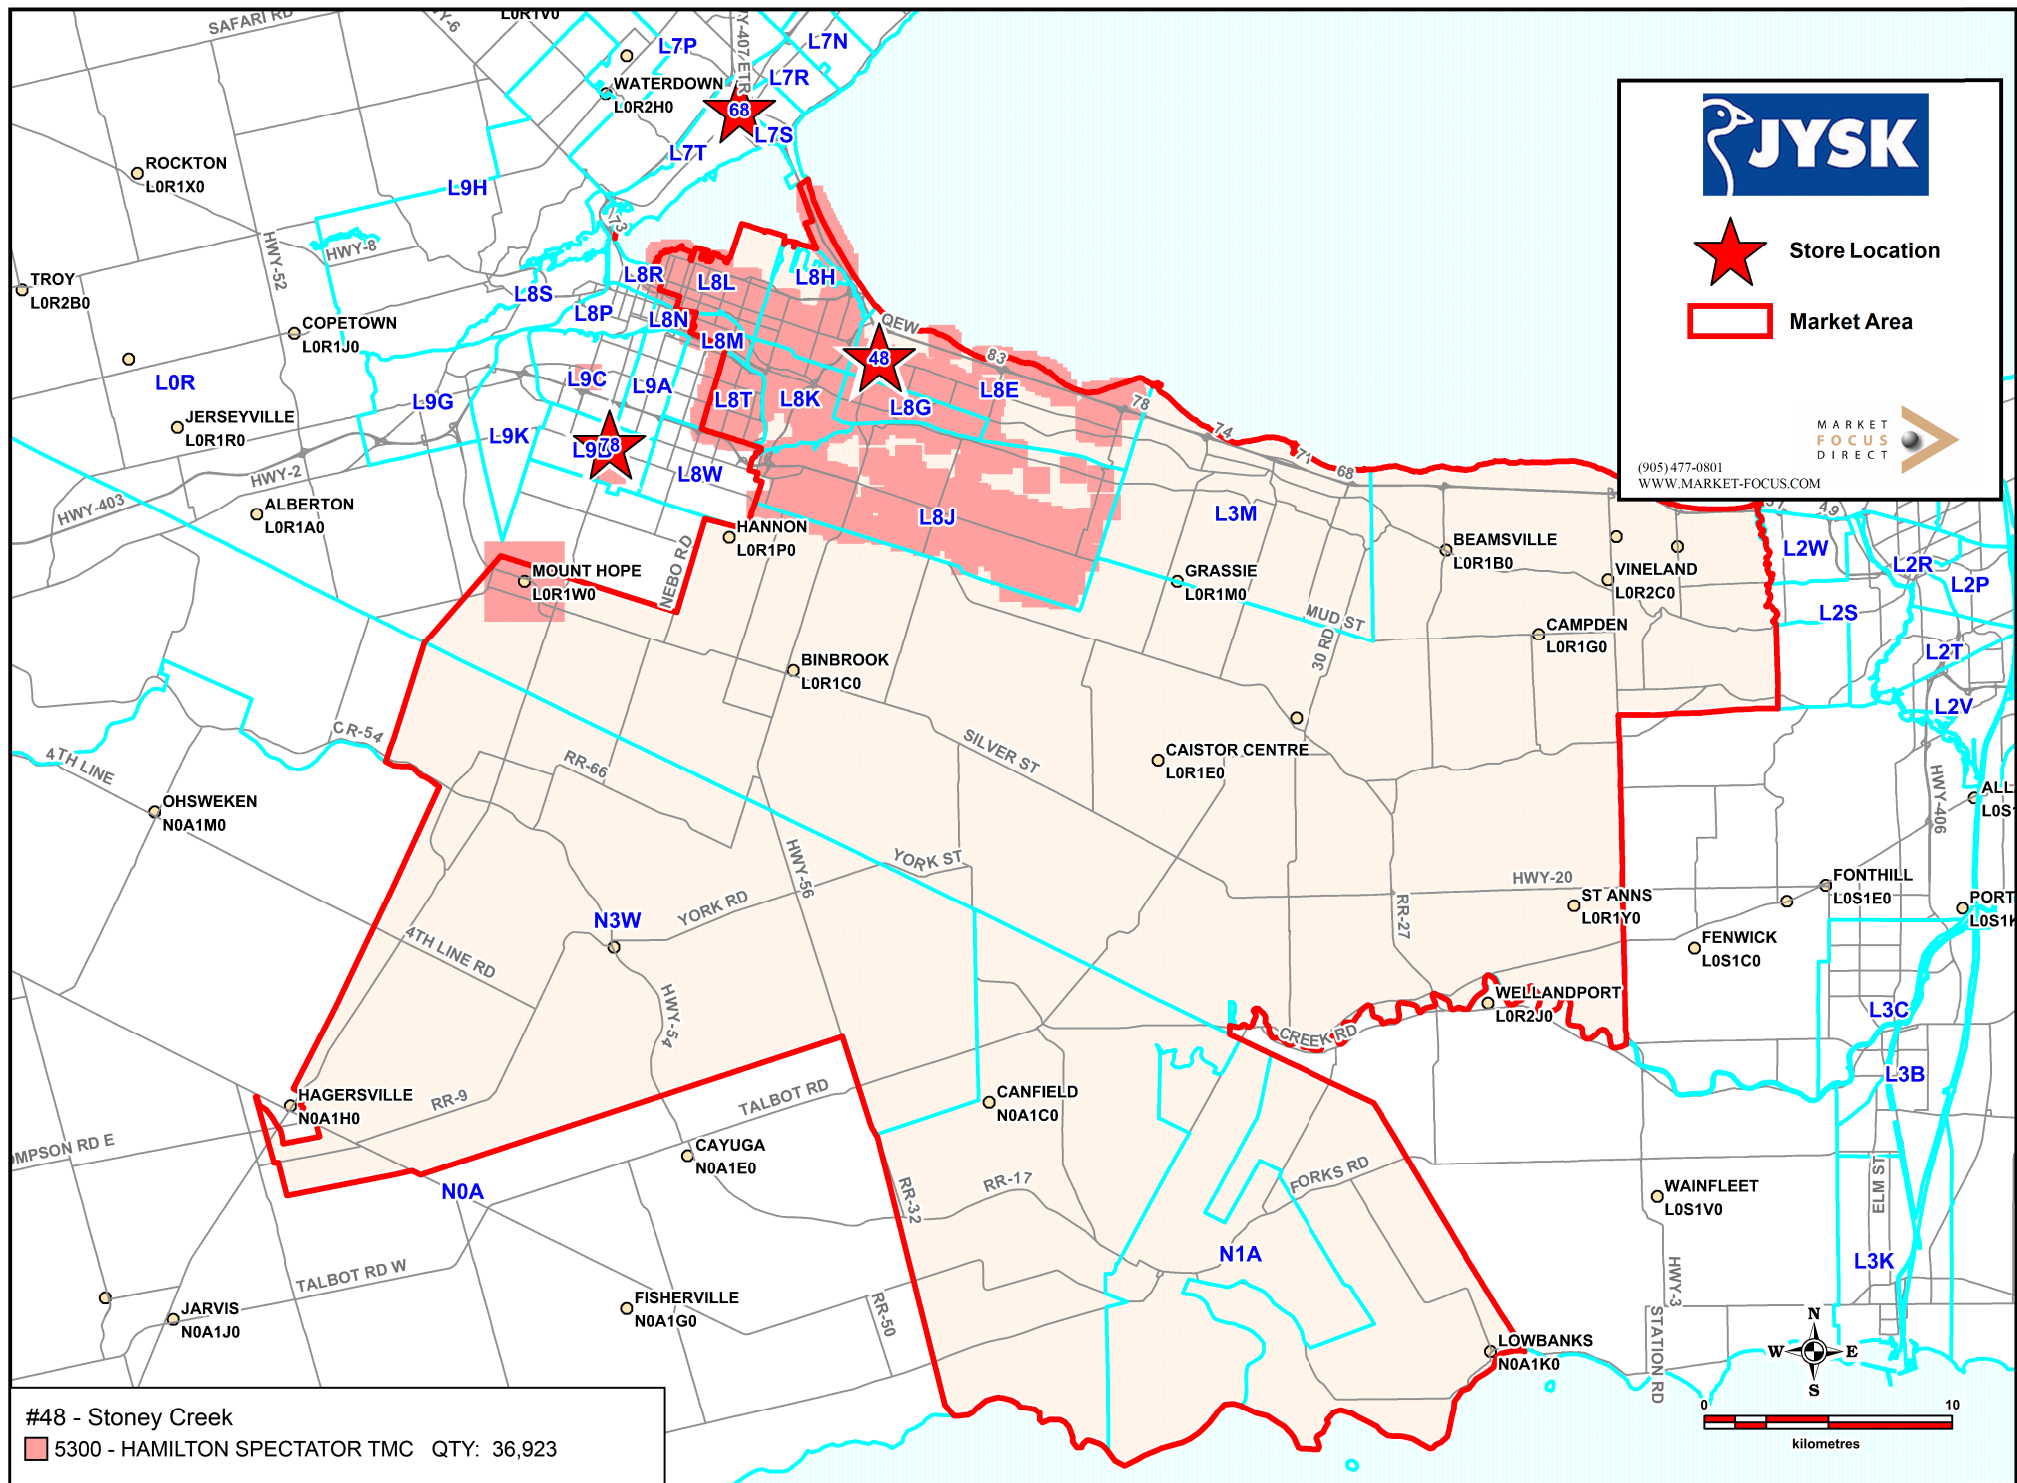 SAFARI RD
L0R1V0
L7P
L7N
HWY-407/ETR
WATERDOWN
L0R2H0
L7R
68
L7S
L7T
JYSK
Store Location
Market Area
MARKET
FOCUS
DIRECT
(905) 477-0801
WWW.MARKET-FOCUS.COM
ROCKTON
L0R1X0
L9H
73
HWY-8
HWY-52
TROY
L0R2B0
L8S
L8R
L8L
L8H
COPETOWN
L0R1J0
L8P
L8N
L8M
QEW
48
83
L0R
L9C
L9A
L8T
L8K
L8G
L8E
78
JERSEYVILLE
L0R1R0
L9G
L9K
78
L8W
74
71
68
HWY-2
HWY-403
ALBERTON
L0R1A0
L8J
L3M
HANNON
L0R1P0
BEAMSVILLE
L0R1B0
49
L2W
L2R
L2P
MOUNT HOPE
L0R1W0
NEBO RD
GRASSIE
L0R1M0
VINELAND
L0R2C0
MUD ST
30 RD
CAMPDEN
L0R1G0
L2S
L2T
BINBROOK
L0R1C0
L2V
CR-54
4TH LINE
RR-66
SILVER ST
CAISTOR CENTRE
L0R1E0
HWY-406
OHSWEKEN
N0A1M0
HWY-56
YORK ST
HWY-20
ST ANNS
L0R1Y0
RR-27
FONTHILL
L0S1E0
PORT
FENWICK
L0S1C0
N3W
YORK RD
4TH LINE RD
HWY-54
WELLANDPORT
L0R2J0
CREEK RD
L3C
L3B
HAGERSVILLE
N0A1H0
RR-9
TALBOT RD
CANFIELD
N0A1C0
OMPSON RD E
CAYUGA
N0A1E0
N0A
RR-32
RR-17
FORKS RD
ELM ST
WAINFLEET
L0S1V0
N1A
L3K
HWY-3
TALBOT RD W
JARVIS
N0A1J0
FISHERVILLE
N0A1G0
RR-50
LOWBANKS
N0A1K0
STATION RD
N
W
E
S
0
10
kilometres
#48 - Stoney Creek
5300 - HAMILTON SPECTATOR TMC QTY: 36,923